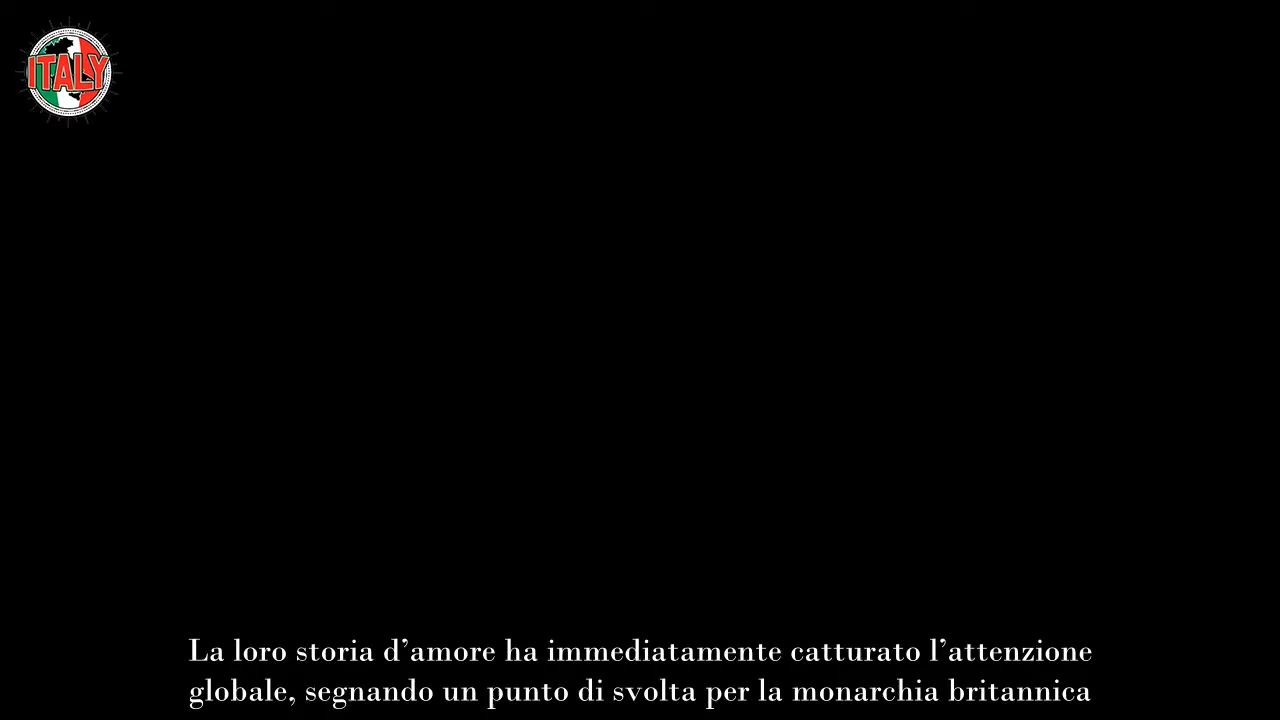 ITALY
La loro storia d’amore ha immediatamente catturato l’attenzione
globale, segnando un punto di svolta per la monarchia britannica